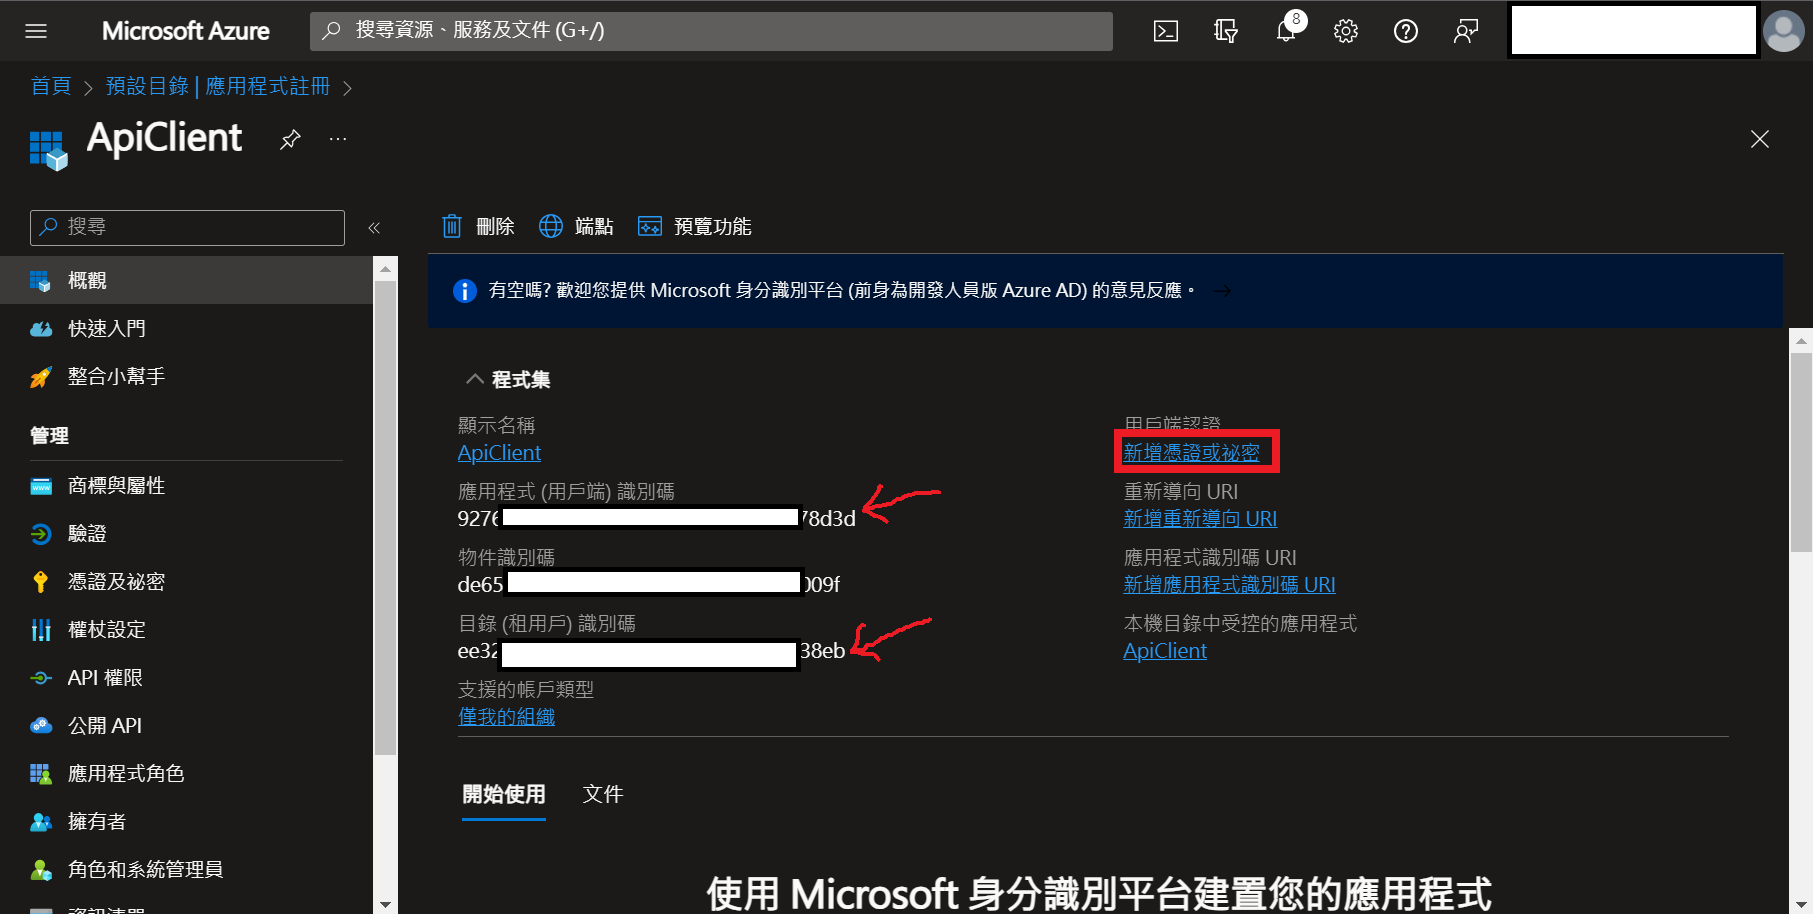 Microsoft Azure
搜尋資源、服務及文件 (G+/)
8
首頁 > 預設目錄 | 應用程式註冊 >
ApiClient
搜尋
«
刪除
端點
預覽功能
概觀
快速入門
整合小幫手
管理
商標與屬性
驗證
憑證及祕密
權杖設定
API 權限
公開 API
應用程式角色
擁有者
角色和系統管理員
資訊清單
有空嗎? 歡迎您提供 Microsoft 身分識別平台 (前身為開發人員版 Azure AD) 的意見反應。 →
程式集
顯示名稱
ApiClient
應用程式 (用戶端) 識別碼
9276
78d3d
物件識別碼
de65
009f
目錄 (租用戶) 識別碼
ee32
38eb
支援的帳戶類型
僅我的組織
用戶端認證
新增憑證或祕密
重新導向 URI
新增重新導向 URI
應用程式識別碼 URI
新增應用程式識別碼 URI
本機目錄中受控的應用程式
ApiClient
開始使用
文件
使用 Microsoft 身分識別平台建置您的應用程式